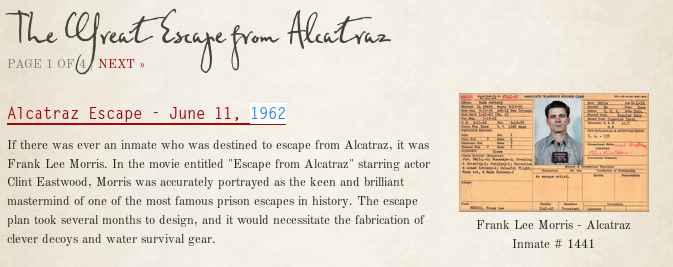 The Great Escape from Alcatraz
PAGE 1 OF 4 NEXT »
Alcatraz Escape - June 11, 1962
If there was ever an inmate who was destined to escape from Alcatraz, it was
Frank Lee Morris. In the movie entitled "Escape from Alcatraz" starring actor
Clint Eastwood, Morris was accurately portrayed as the keen and brilliant
mastermind of one of the most famous prison escapes in history. The escape
plan took several months to design, and it would necessitate the fabrication of
clever decoys and water survival gear.
Frank Lee Morris - Alcatraz
Inmate # 1441